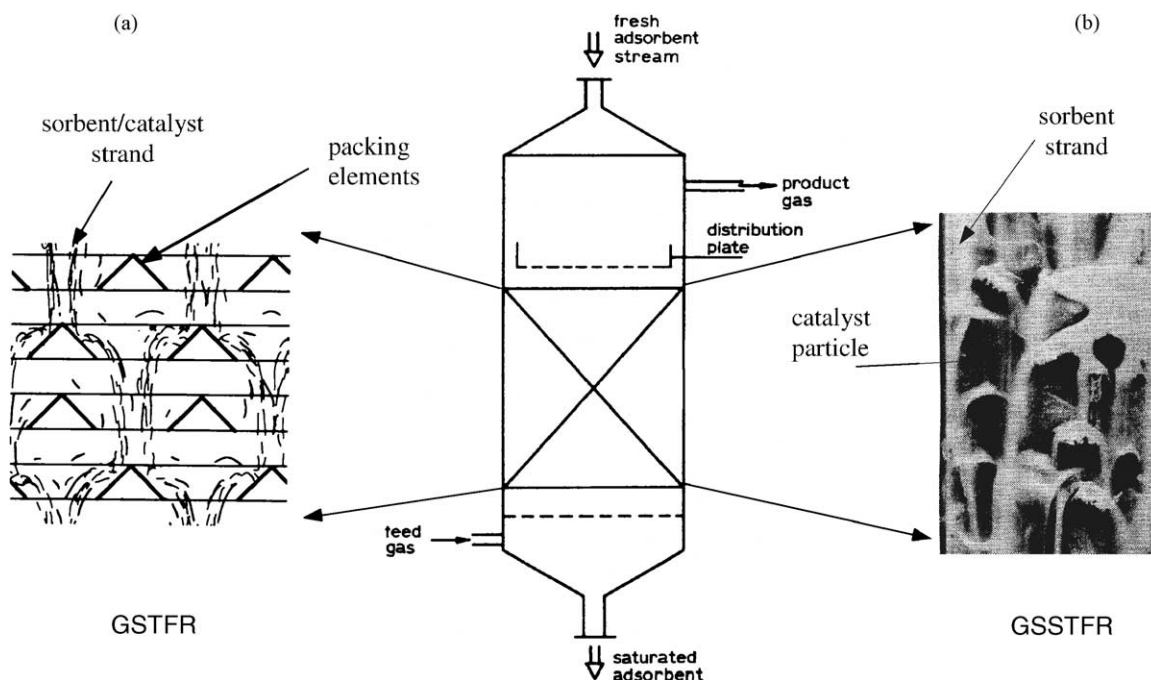 (a)
fresh
adsorbent
stream
(b)
sorbent/catalyst
strand
packing
elements
sorbent
strand
product
gas
distribution
plate
catalyst
particle
feed
gas
GSTFR
GSSTFR
saturated
adsorbent